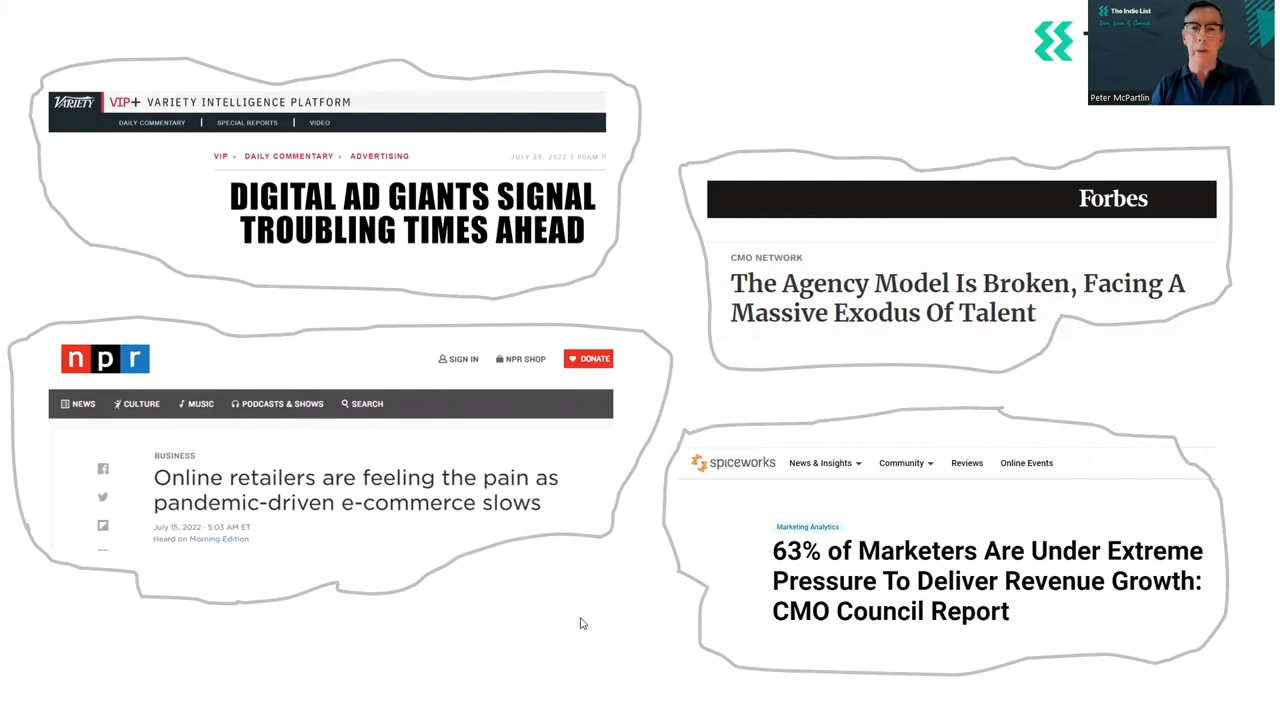 VARIETY VIP+ VARIETY INTELLIGENCE PLATFORM
DAILY COMMENTARY | SPECIAL REPORTS | VIDEO
VIP DAILY COMMENTARY ADVERTISING
DIGITAL AD GIANTS SIGNAL
TROUBLING TIMES AHEAD
npr SIGN IN NPR SHOP DONATE
NEWS CULTURE MUSIC PODCASTS & SHOWS SEARCH
BUSINESS
Online retailers are feeling the pain as
pandemic-driven e-commerce slows
July 15, 2022 · 5:03 AM ET
Heard on Morning Edition
The Indie List
Peter McPartlin
Forbes
CMO NETWORK
The Agency Model Is Broken, Facing A
Massive Exodus Of Talent
spiceworks News & Insights Community Reviews Online Events
Marketing Analytics
63% of Marketers Are Under Extreme
Pressure To Deliver Revenue Growth:
CMO Council Report